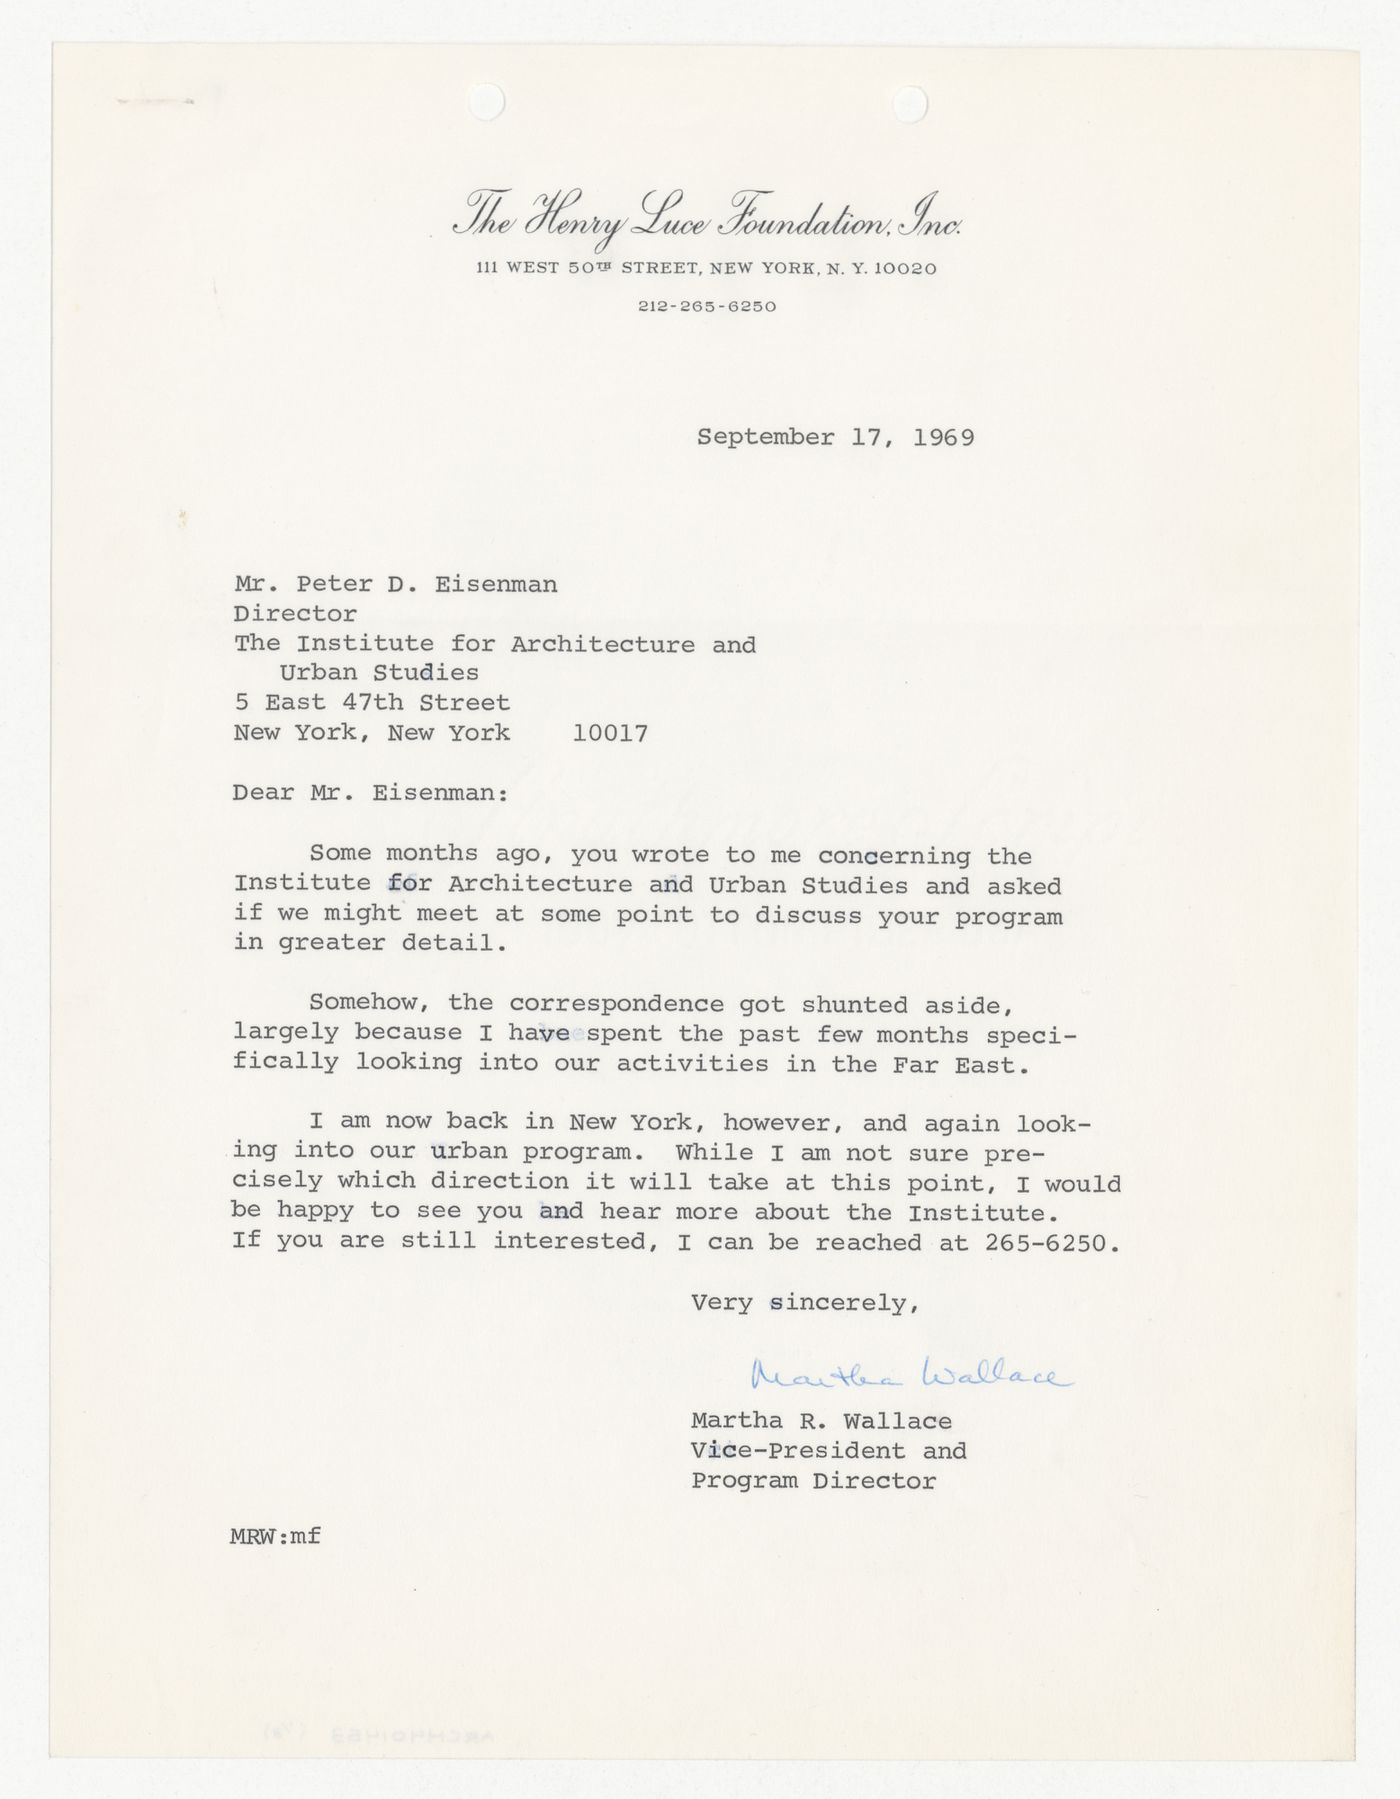 The Henry Luce Foundation, Inc.
111 WEST 50TH STREET, NEW YORK, N. Y. 10020
212-265-6250
September 17, 1969
Mr. Peter D. Eisenman
Director
The Institute for Architecture and
Urban Studies
5 East 47th Street
New York, New York 10017
Dear Mr. Eisenman:
Some months ago, you wrote to me concerning the
Institute for Architecture and Urban Studies and asked
if we might meet at some point to discuss your program
in greater detail.
Somehow, the correspondence got shunted aside,
largely because I have spent the past few months speci-
fically looking into our activities in the Far East.
I am now back in New York, however, and again look-
ing into our urban program. While I am not sure pre-
cisely which direction it will take at this point, I would
be happy to see you and hear more about the Institute.
If you are still interested, I can be reached at 265-6250.
Very sincerely,
Martha Wallace
Martha R. Wallace
Vice-President and
Program Director
MRW:mf